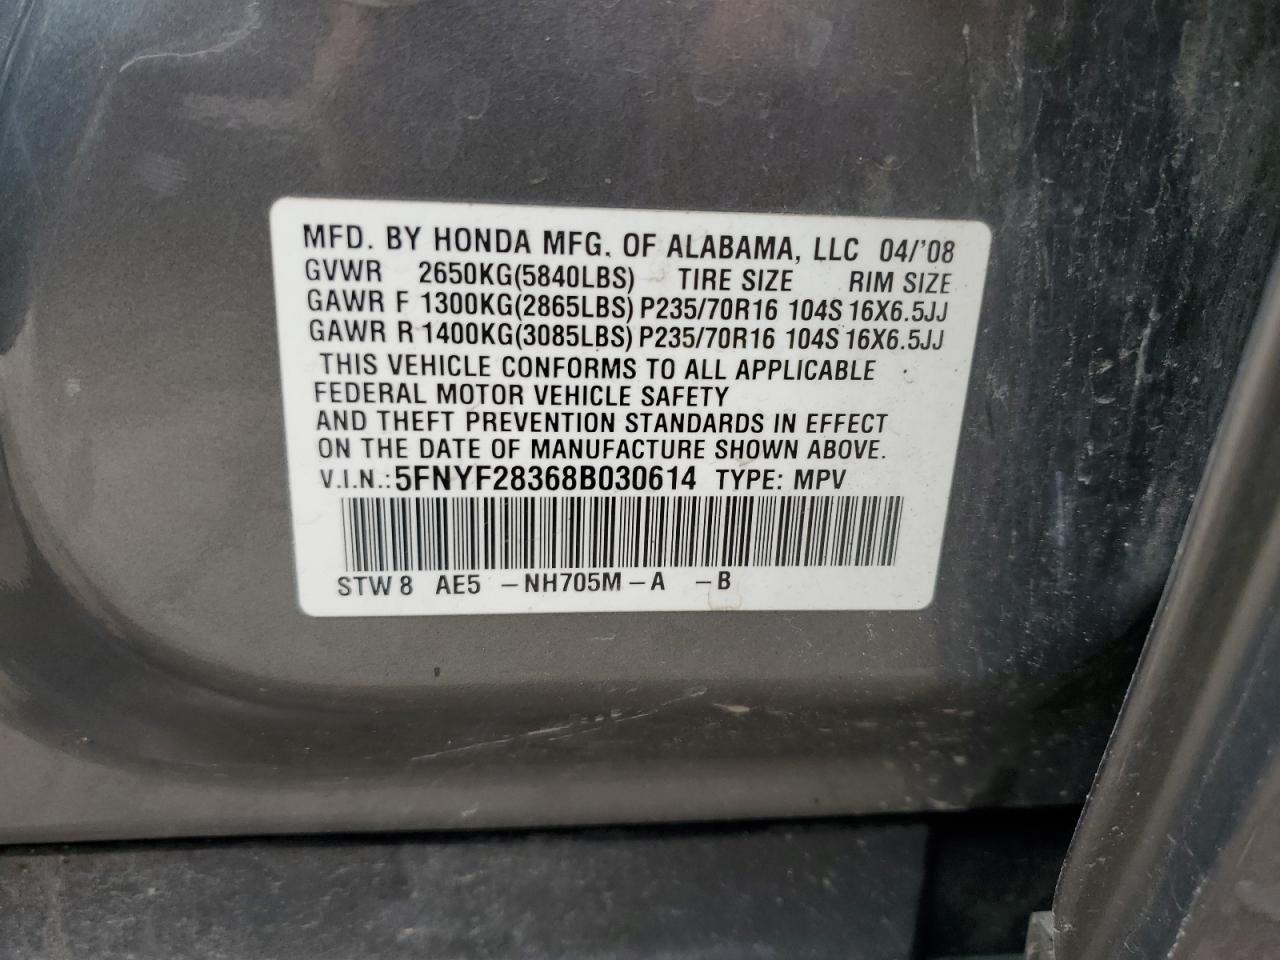 MFD. BY HONDA MFG. OF ALABAMA, LLC 04/'08
GVWR 2650KG(5840LBS) TIRE SIZE RIM SIZE
GAWR F 1300KG(2865LBS) P235/70R16 104S 16X6.5JJ
GAWR R 1400KG(3085LBS) P235/70R16 104S 16X6.5JJ
THIS VEHICLE CONFORMS TO ALL APPLICABLE
FEDERAL MOTOR VEHICLE SAFETY
AND THEFT PREVENTION STANDARDS IN EFFECT
ON THE DATE OF MANUFACTURE SHOWN ABOVE.
V.I.N.:5FNYF28368B030614 TYPE: MPV
STW 8 AE5 –NH705M – A –B